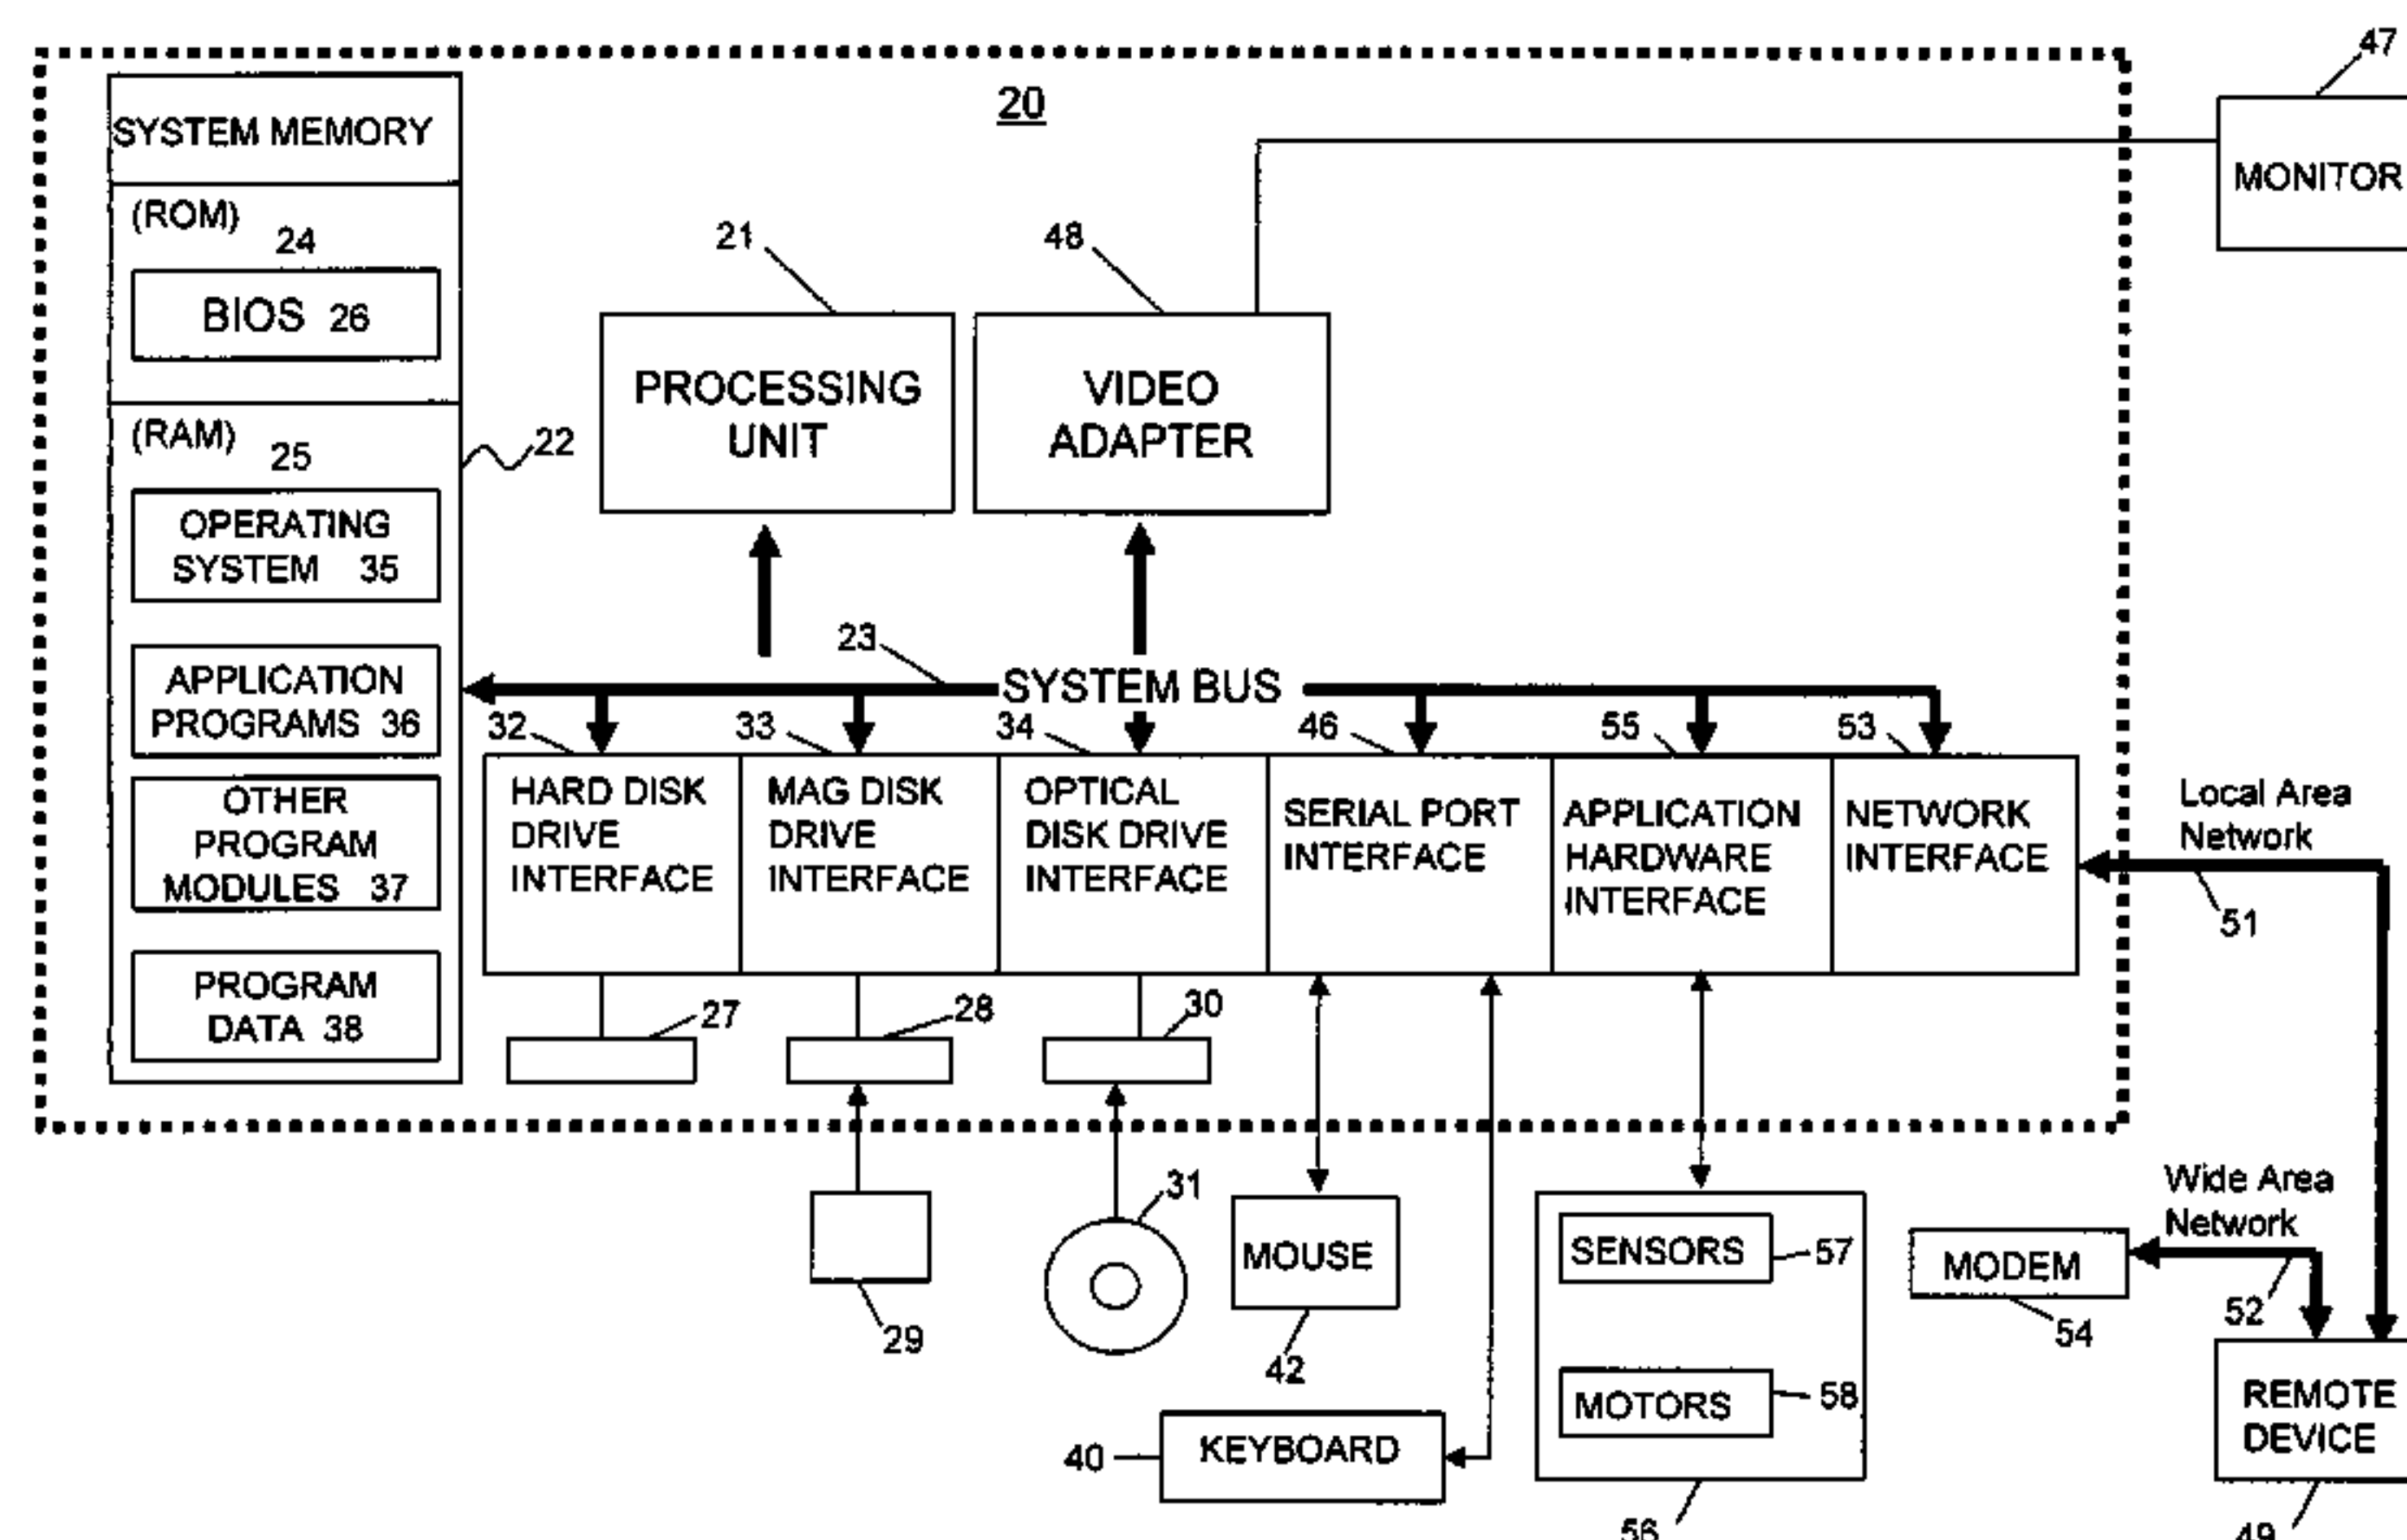 47
20
SYSTEM MEMORY
MONITOR
(ROM)
24
BIOS 26
21
48
PROCESSING
UNIT
VIDEO
ADAPTER
(RAM)
25
22
OPERATING
SYSTEM 35
APPLICATION
PROGRAMS 36
OTHER
PROGRAM
MODULES 37
PROGRAM
DATA 38
23
SYSTEM BUS
32
33
34
46
55
53
HARD DISK
DRIVE
INTERFACE
MAG DISK
DRIVE
INTERFACE
OPTICAL
DISK DRIVE
INTERFACE
SERIAL PORT
INTERFACE
APPLICATION
HARDWARE
INTERFACE
NETWORK
INTERFACE
Local Area
Network
51
27
28
30
29
31
MOUSE
42
40
KEYBOARD
SENSORS
57
MOTORS
58
56
MODEM
54
Wide Area
Network
52
REMOTE
DEVICE
49